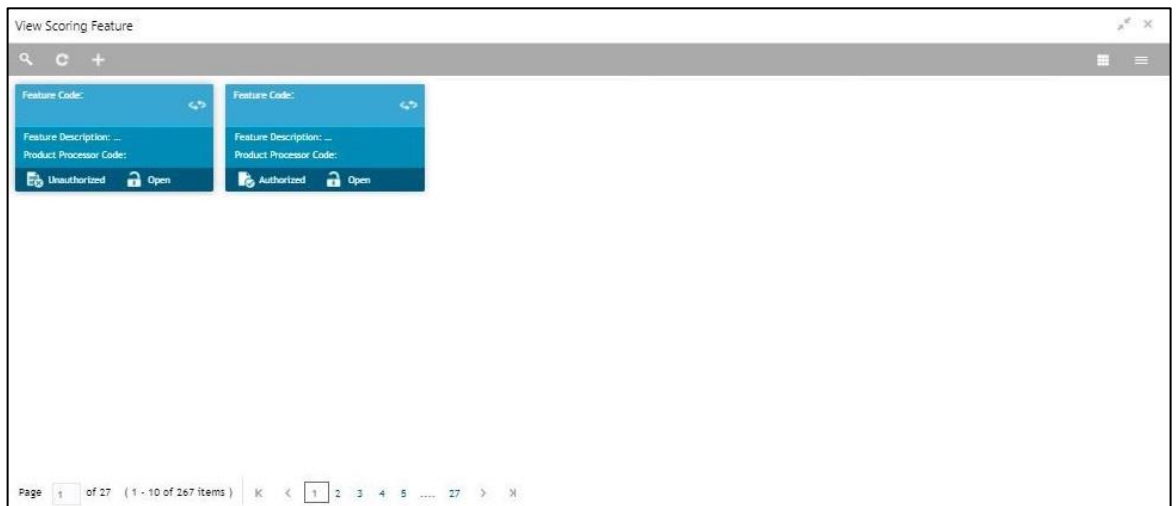 View Scoring Feature
Feature Code:
Feature Description: ...
Product Processor Code:
Unauthorized Open
Feature Code:
Feature Description: ...
Product Processor Code:
Authorized Open
Page 1 of 27 ( 1 - 10 of 267 items ) 1 2 3 4 5 .... 27